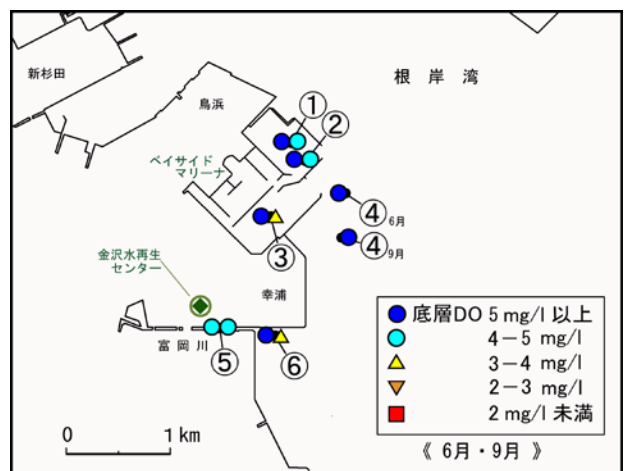 新杉田
根岸湾
鳥浜
①
②
ベイサイド
マリーナ
④6月
④9月
③
金沢水再生
センター
幸浦
富岡川
⑤
⑥
底層DO 5 mg/l 以上
4−5 mg/l
3−4 mg/l
2−3 mg/l
2 mg/l 未満
《 6月・9月 》
0 1km